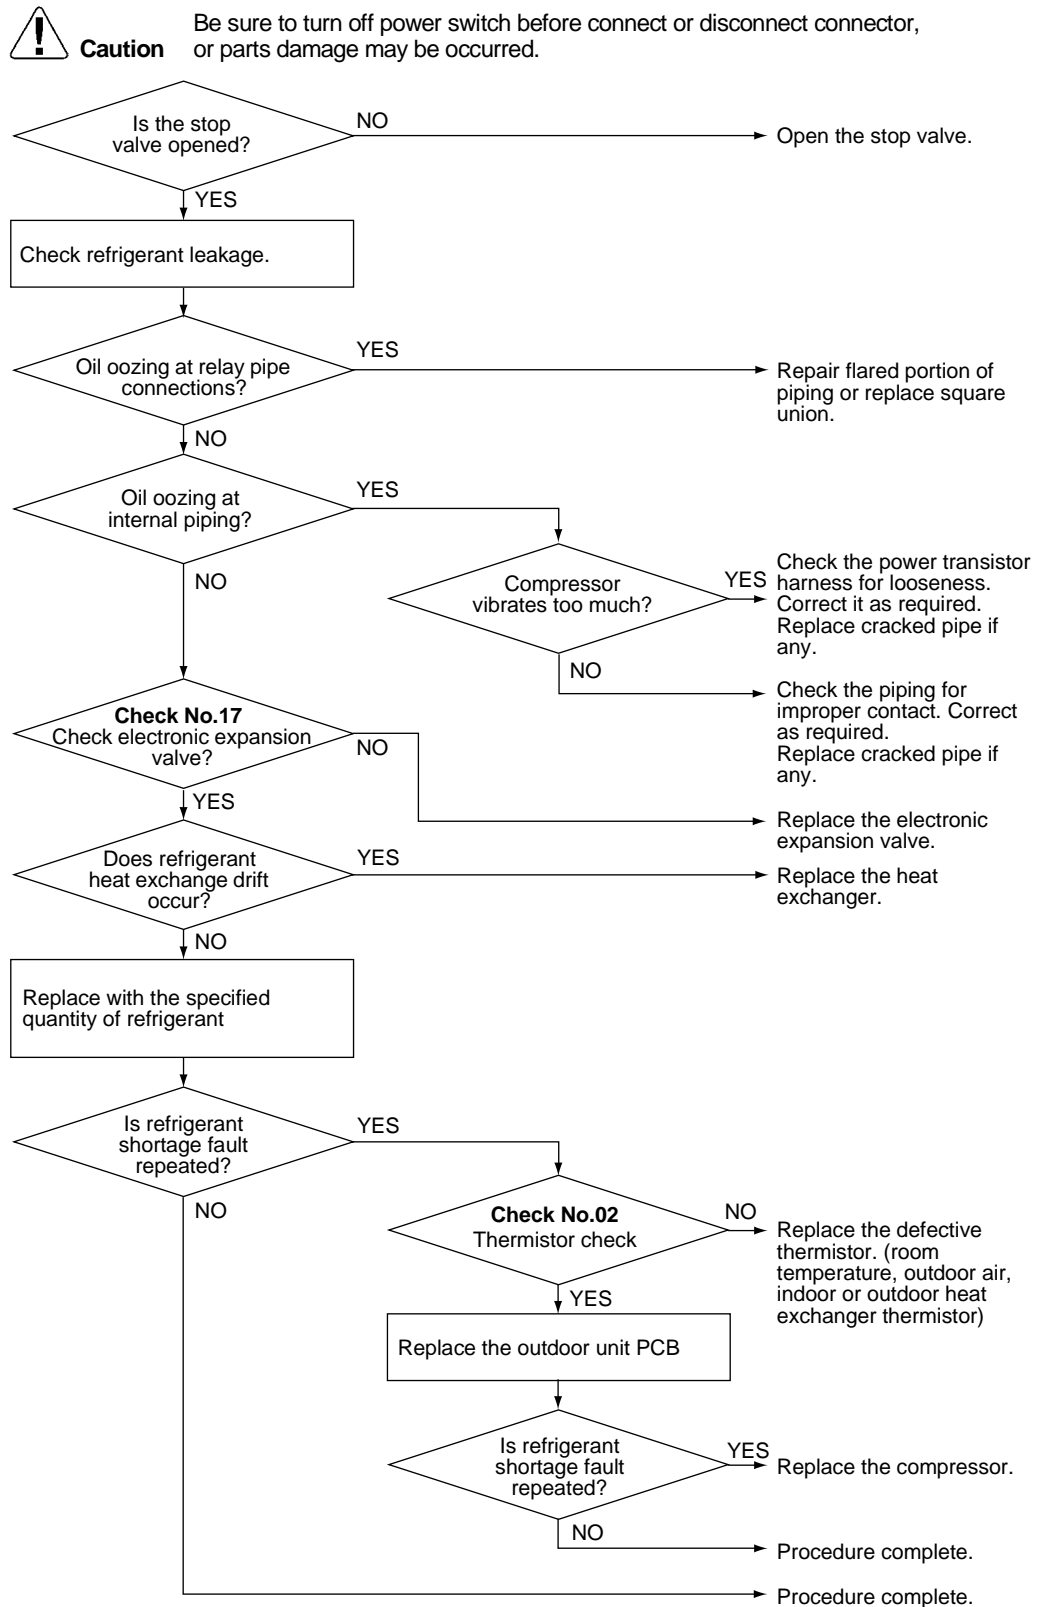 Be sure to turn off power switch before connect or disconnect connector,
Caution or parts damage may be occurred.
Is the stop
valve opened?
NO
Open the stop valve.
YES
Check refrigerant leakage.
Oil oozing at relay pipe
connections?
YES
Repair flared portion of
piping or replace square
union.
NO
Oil oozing at
internal piping?
YES
NO
Compressor
vibrates too much?
YES
Check the power transistor
harness for looseness.
Correct it as required.
Replace cracked pipe if
any.
NO
Check the piping for
improper contact. Correct
as required.
Replace cracked pipe if
any.
Check No.17
Check electronic expansion
valve?
NO
Replace the electronic
expansion valve.
YES
Does refrigerant
heat exchange drift
occur?
YES
Replace the heat
exchanger.
NO
Replace with the specified
quantity of refrigerant
Is refrigerant
shortage fault
repeated?
YES
NO
Check No.02
Thermistor check
NO
Replace the defective
thermistor. (room
temperature, outdoor air,
indoor or outdoor heat
exchanger thermistor)
YES
Replace the outdoor unit PCB
Is refrigerant
shortage fault
repeated?
YES
Replace the compressor.
NO
Procedure complete.
Procedure complete.